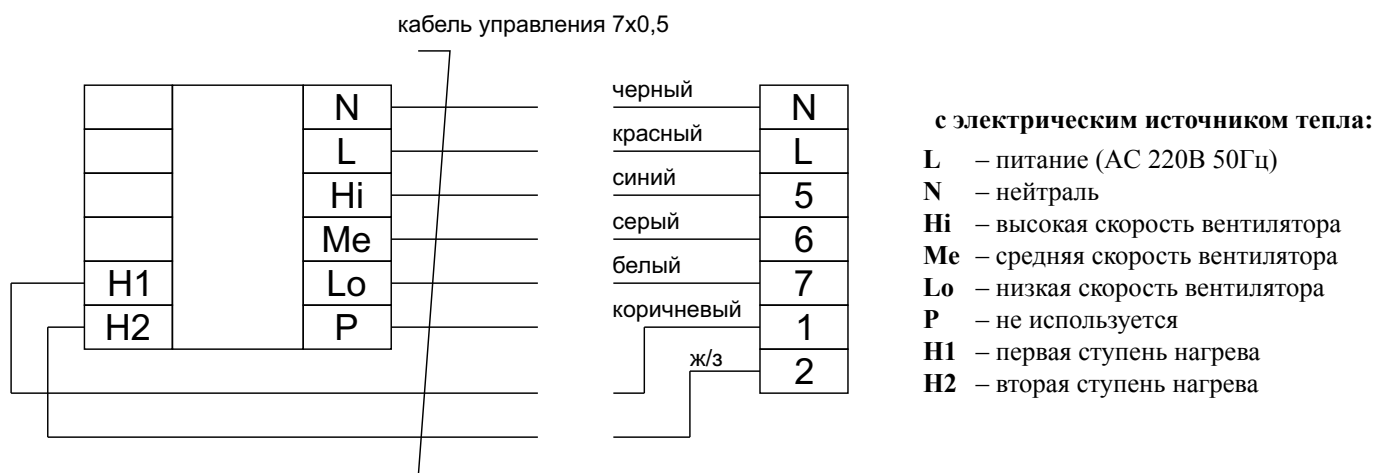 кабель управления 7х0,5
N
L
Hi
Me
H1
Lo
H2
P
черный
N
красный
L
синий
5
серый
6
белый
7
коричневый
1
ж/з
2
с электрическим источником тепла:
L – питание (АС 220В 50Гц)
N – нейтраль
Hi – высокая скорость вентилятора
Me – средняя скорость вентилятора
Lo – низкая скорость вентилятора
P – не используется
H1 – первая ступень нагрева
H2 – вторая ступень нагрева